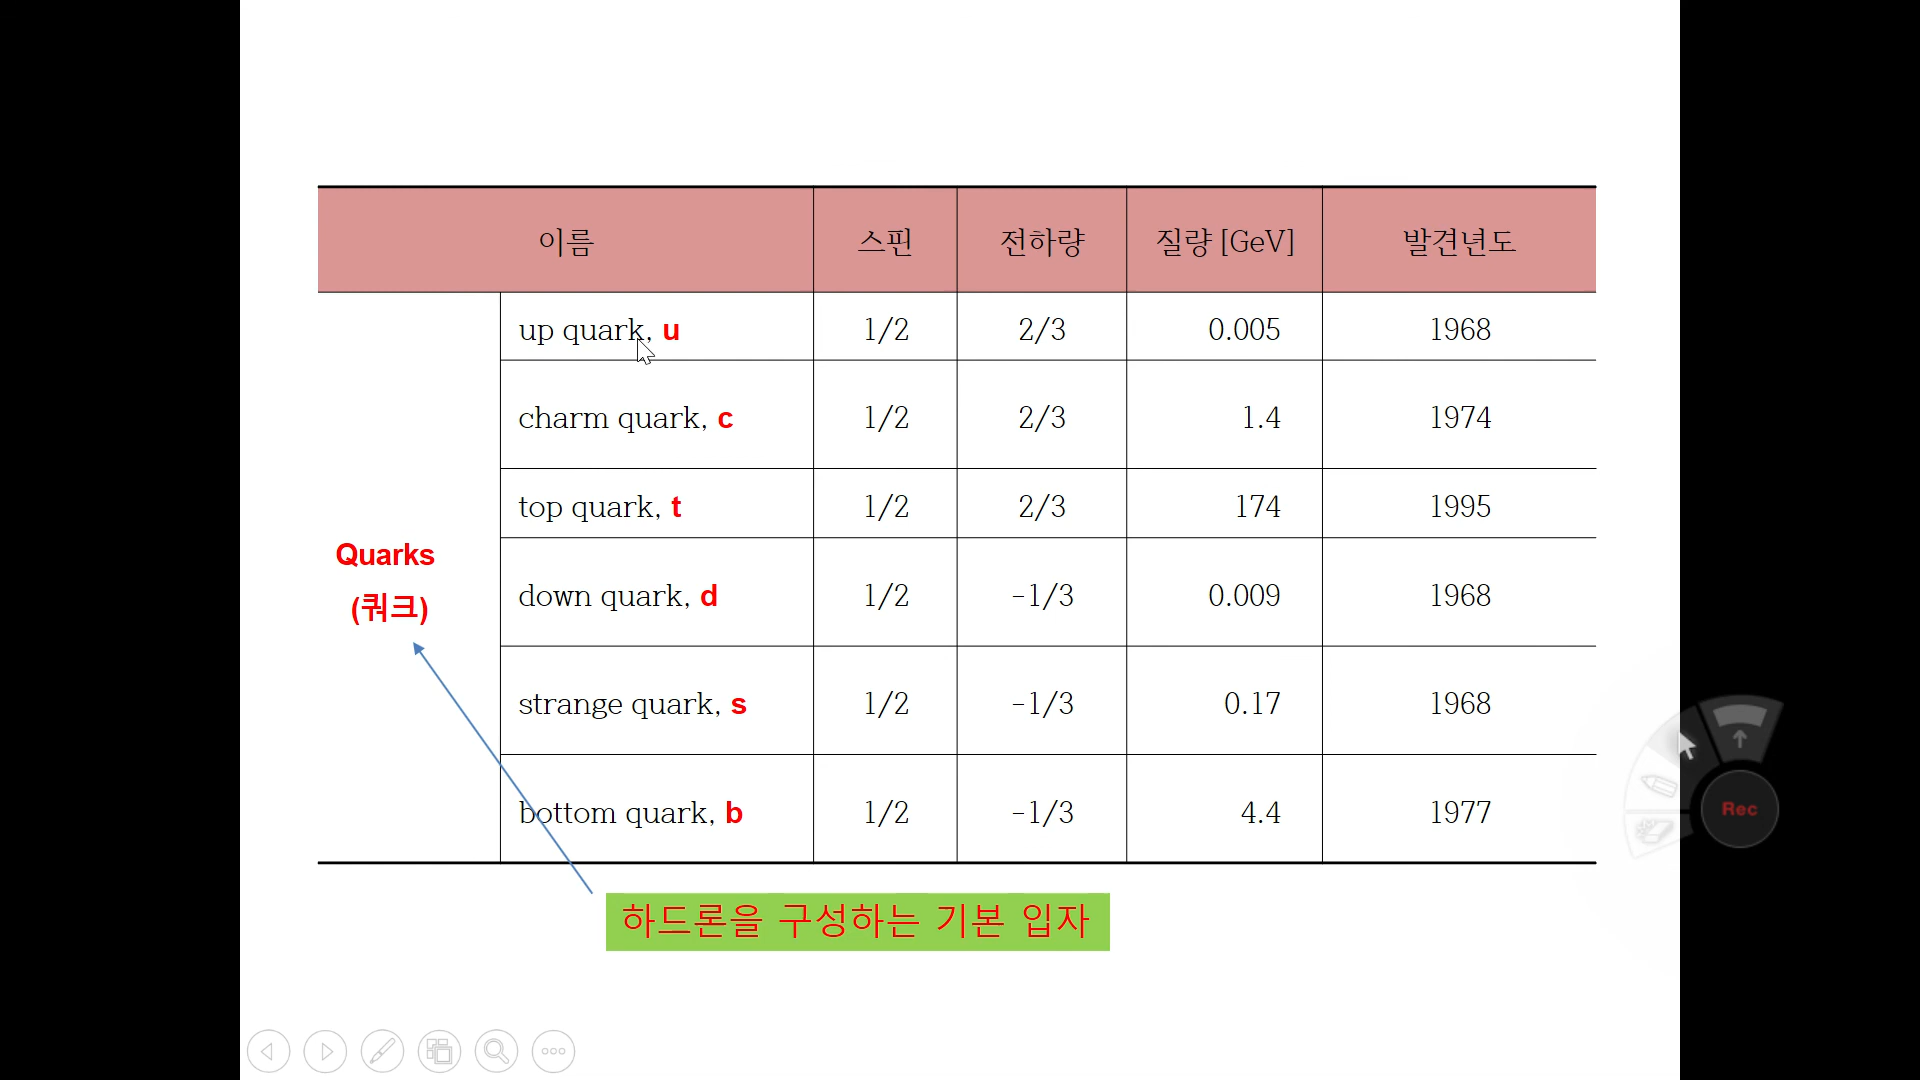 이름 스핀 전하량 질량 [GeV] 발견년도
up quark, u 1/2 2/3 0.005 1968
charm quark, c 1/2 2/3 1.4 1974
top quark, t 1/2 2/3 174 1995
Quarks
(쿼크)
down quark, d 1/2 -1/3 0.009 1968
strange quark, s 1/2 -1/3 0.17 1968
bottom quark, b 1/2 -1/3 4.4 1977
하드론을 구성하는 기본 입자
Rec